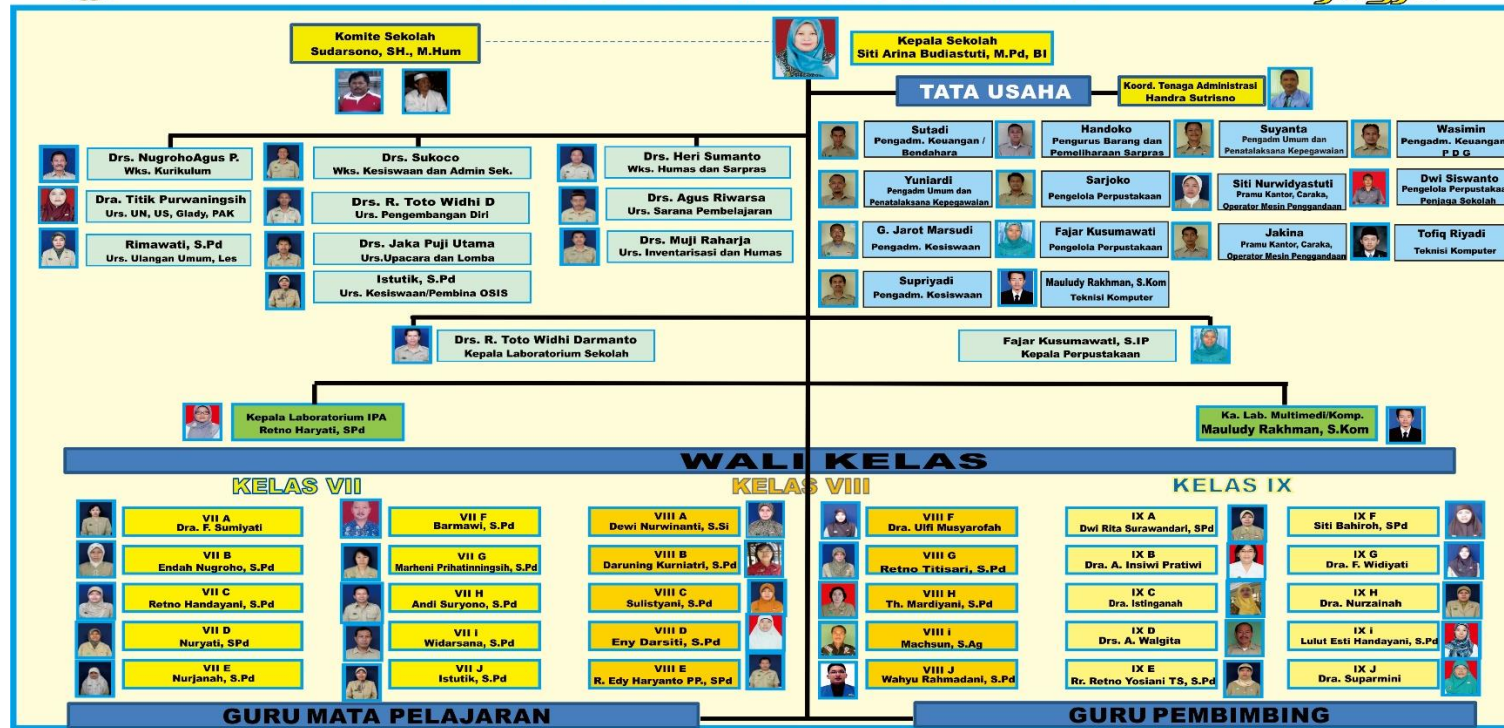 Komite Sekolah
Sudarsono, SH., M.Hum
Kepala Sekolah
Siti Arina Budiastuti, M.Pd, BI
TATA USAHA
Koord. Tenaga Administrasi
Handra Sutrisno
Drs. NugrohoAgus P.
Wks. Kurikulum
Dra. Titik Purwaningsih
Urs. UN, US, Glady, PAK
Rimawati, S.Pd
Urs. Ulangan Umum, Les
Drs. Sukoco
Wks. Kesiswaan dan Admin Sek.
Drs. R. Toto Widhi D
Urs. Pengembangan Diri
Drs. Jaka Puji Utama
Urs.Upacara dan Lomba
Istutik, S.Pd
Urs. Kesiswaan/Pembina OSIS
Drs. Heri Sumanto
Wks. Humas dan Sarpras
Drs. Agus Riwarsa
Urs. Sarana Pembelajaran
Drs. Muji Raharja
Urs. Inventarisasi dan Humas
Sutadi
Pengadm. Keuangan /
Bendahara
Handoko
Pengurus Barang dan
Pemeliharaan Sarpras
Suyanta
Pengadm Umum dan
Penatalaksana Kepegawaian
Wasimin
Pengadm. Keuangan
P D G
Yuniardi
Pengadm Umum dan
Penatalaksana Kepegawaian
Sarjoko
Pengelola Perpustakaan
Siti Nurwidyastuti
Pramu Kantor, Caraka,
Operator Mesin Penggandaan
Dwi Siswanto
Pengelola Perpustakaan
Penjaga Sekolah
G. Jarot Marsudi
Pengadm. Kesiswaan
Fajar Kusumawati
Pengelola Perpustakaan
Jakina
Pramu Kantor, Caraka,
Operator Mesin Penggandaan
Tofiq Riyadi
Teknisi Komputer
Supriyadi
Pengadm. Kesiswaan
Mauludy Rakhman, S.Kom
Teknisi Komputer
Drs. R. Toto Widhi Darmanto
Kepala Laboratorium Sekolah
Fajar Kusumawati, S.IP
Kepala Perpustakaan
Kepala Laboratorium IPA
Retno Haryati, SPd
Ka. Lab. Multimedi/Komp.
Mauludy Rakhman, S.Kom
WALI KELAS
KELAS VII
KELAS VIII
KELAS IX
VII A
Dra. F. Sumiyati
VII B
Endah Nugroho, S.Pd
VII C
Retno Handayani, S.Pd
VII D
Nuryati, SPd
VII E
Nurjanah, S.Pd
VII F
Barmawi, S.Pd
VII G
Marheni Prihatinningsih, S.Pd
VII H
Andi Suryono, S.Pd
VII i
Widarsana, S.Pd
VII J
Istutik, S.Pd
VIII A
Dewi Nurwinanti, S.Si
VIII B
Daruning Kurniatri, S.Pd
VIII C
Sulistyani, S.Pd
VIII D
Eny Darsiti, S.Pd
VIII E
R. Edy Haryanto PP., SPd
VIII F
Dra. Ulfi Musyarofah
VIII G
Retno Titisari, S.Pd
VIII H
Th. Mardiyani, S.Pd
VIII i
Machsun, S.Ag
VIII J
Wahyu Rahmadani, S.Pd
IX A
Dwi Rita Surawandari, SPd
IX B
Dra. A. Insiwi Pratiwi
IX C
Dra. Istinganah
IX D
Drs. A. Walgita
IX E
Rr. Retno Yosiani TS, S.Pd
IX F
Siti Bahiroh, SPd
IX G
Dra. F. Widiyati
IX H
Dra. Nurzainah
IX i
Lulut Esti Handayani, S.Pd
IX J
Dra. Suparmini
GURU MATA PELAJARAN
GURU PEMBIMBING